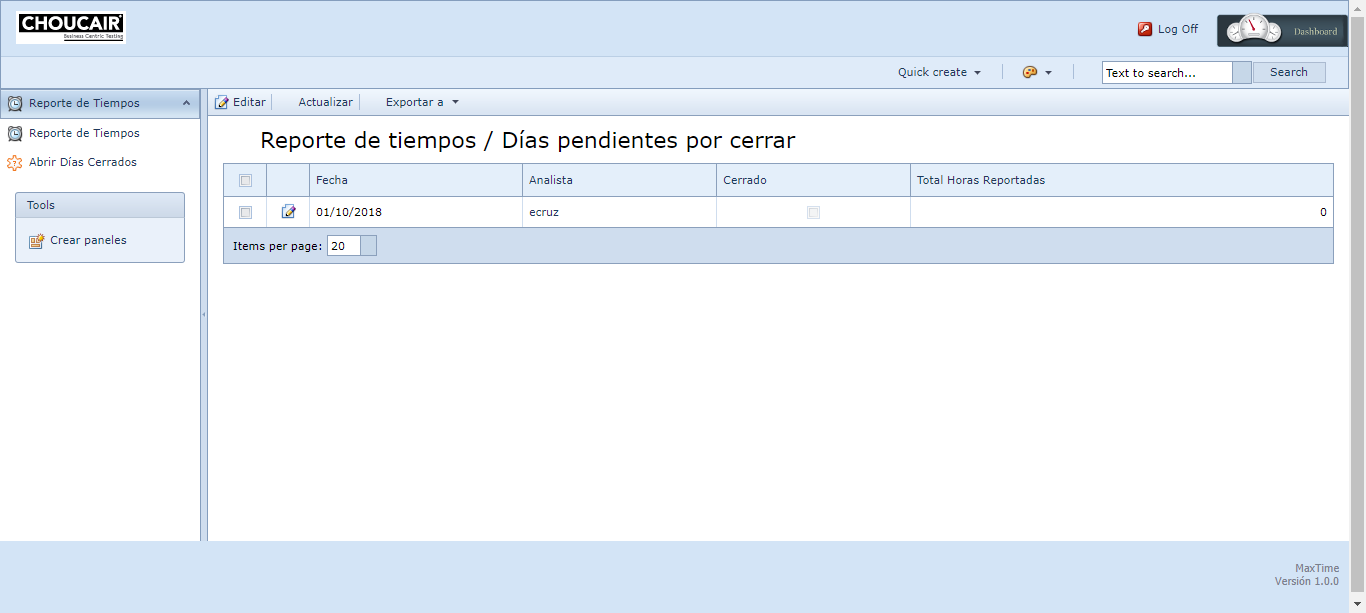 CHOUCAIR
Business Centric Testing
Log Off
Dashboard
Quick create
Text to search...
Search
Reporte de Tiempos
Reporte de Tiempos
Abrir Días Cerrados
Tools
Crear paneles
Editar
Actualizar
Exportar a
Reporte de tiempos / Días pendientes por cerrar
Fecha
Analista
Cerrado
Total Horas Reportadas
01/10/2018
ecruz
0
Items per page: 20
MaxTime
Versión 1.0.0